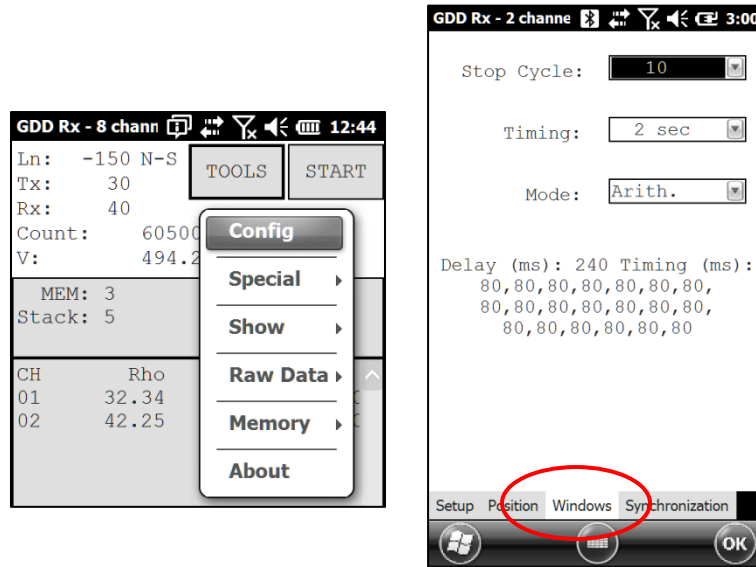 GDD Rx - 8 chann 12:44
Ln: -150 N-S
TOOLS
START
Tx: 30
Rx: 40
Count: 60500
V: 494.2
MEM: 3
Stack: 5
CH Rho
01 32.34
02 42.25
Config
Special
Show
Raw Data
Memory
About
GDD Rx - 2 channe 3:00
Stop Cycle: 10
Timing: 2 sec
Mode: Arith.
Delay (ms): 240 Timing (ms):
80,80,80,80,80,80,80,
80,80,80,80,80,80,80,
80,80,80,80,80,80
Setup Position Windows Synchronization
OK